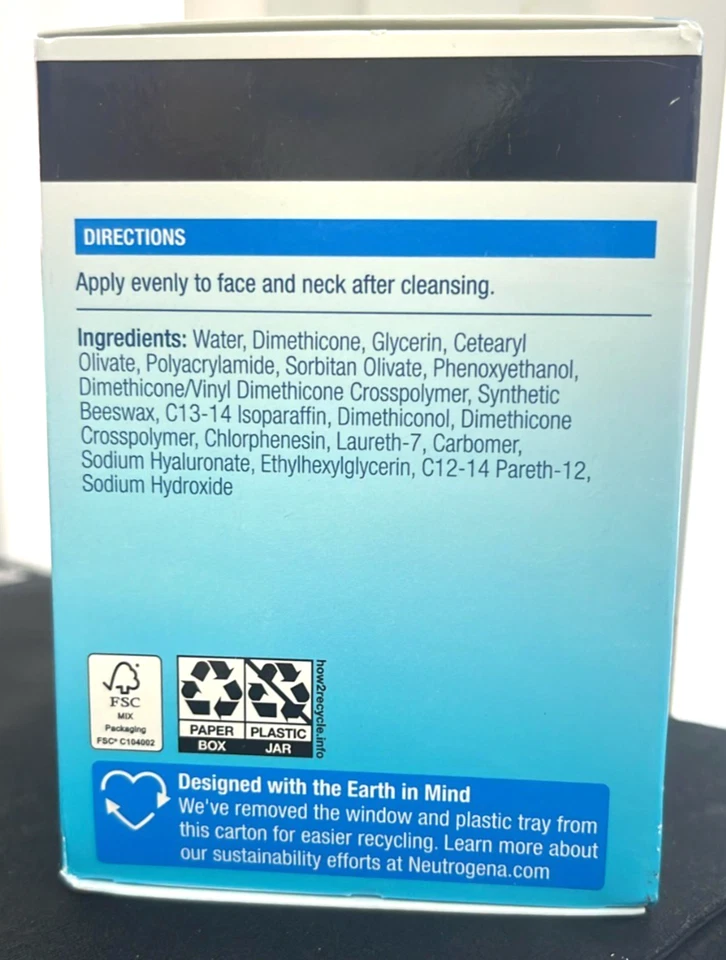 DIRECTIONS
Apply evenly to face and neck after cleansing.
Ingredients: Water, Dimethicone, Glycerin, Cetearyl
Olivate, Polyacrylamide, Sorbitan Olivate, Phenoxyethanol,
Dimethicone/Vinyl Dimethicone Crosspolymer, Synthetic
Beeswax, C13-14 Isoparaffin, Dimethiconol, Dimethicone
Crosspolymer, Chlorphenesin, Laureth-7, Carbomer,
Sodium Hyaluronate, Ethylhexylglycerin, C12-14 Pareth-12,
Sodium Hydroxide
FSC
MIX
Packaging
FSC® C104002
PAPER
BOX
PLASTIC
JAR
how2recycle.info
Designed with the Earth in Mind
We've removed the window and plastic tray from
this carton for easier recycling. Learn more about
our sustainability efforts at Neutrogena.com